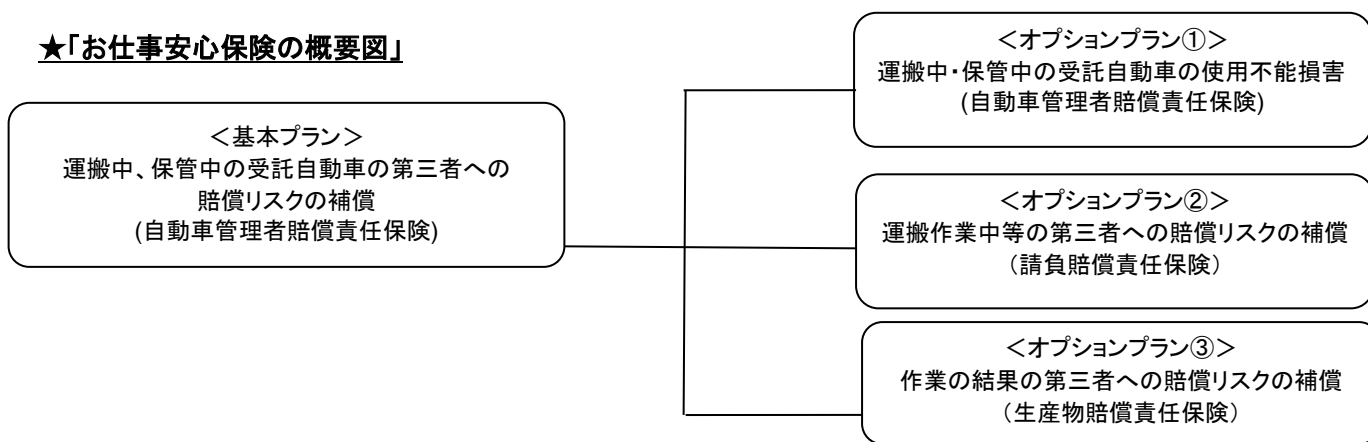 ★「お仕事安心保険の概要図」
＜基本プラン＞
運搬中、保管中の受託自動車の第三者への
賠償リスクの補償
(自動車管理者賠償責任保険)
＜オプションプラン①＞
運搬中・保管中の受託自動車の使用不能損害
(自動車管理者賠償責任保険)
＜オプションプラン②＞
運搬作業中等の第三者への賠償リスクの補償
（請負賠償責任保険）
＜オプションプラン③＞
作業の結果の第三者への賠償リスクの補償
（生産物賠償責任保険）